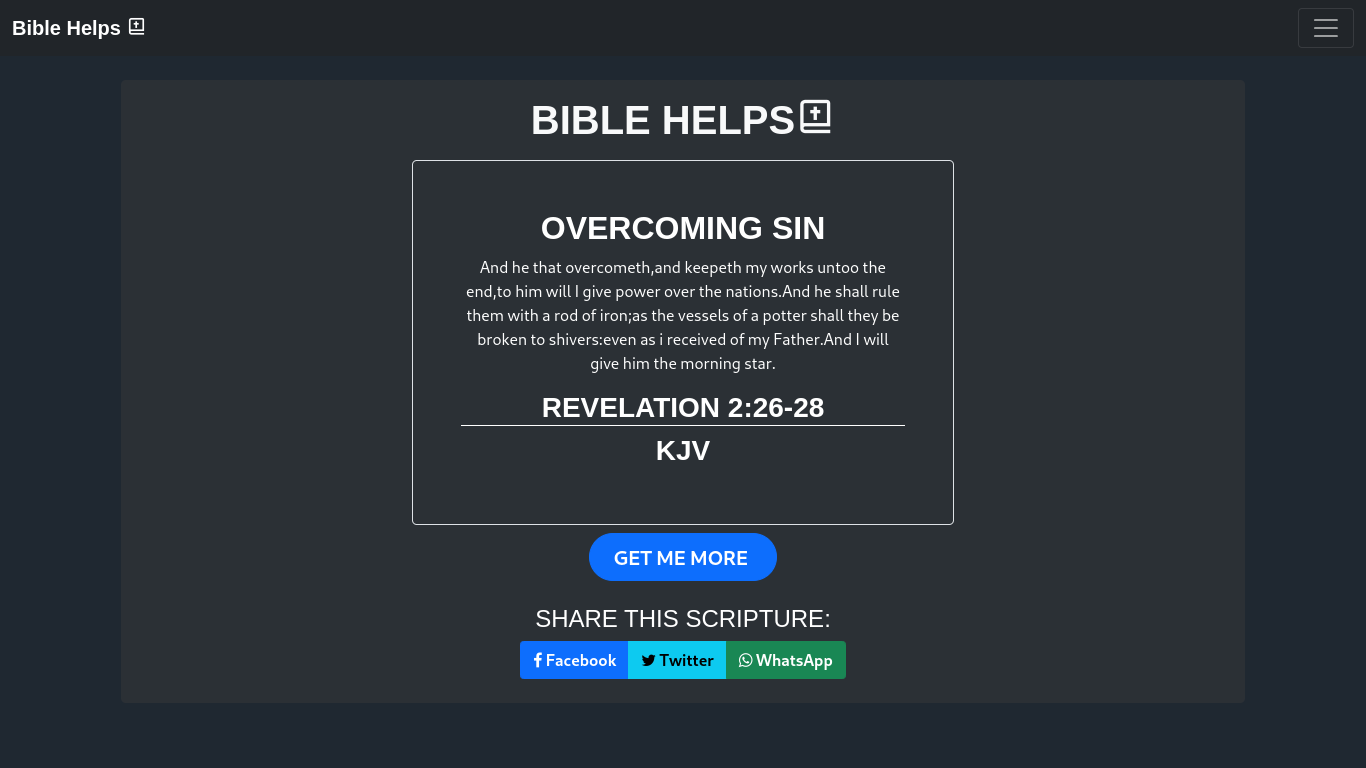 Bible Helps
BIBLE HELPS
OVERCOMING SIN
And he that overcometh,and keepeth my works untoo the
end,to him will I give power over the nations.And he shall rule
them with a rod of iron;as the vessels of a potter shall they be
broken to shivers:even as i received of my Father.And I will
give him the morning star.
REVELATION 2:26-28
KJV
GET ME MORE
SHARE THIS SCRIPTURE:
Facebook Twitter WhatsApp